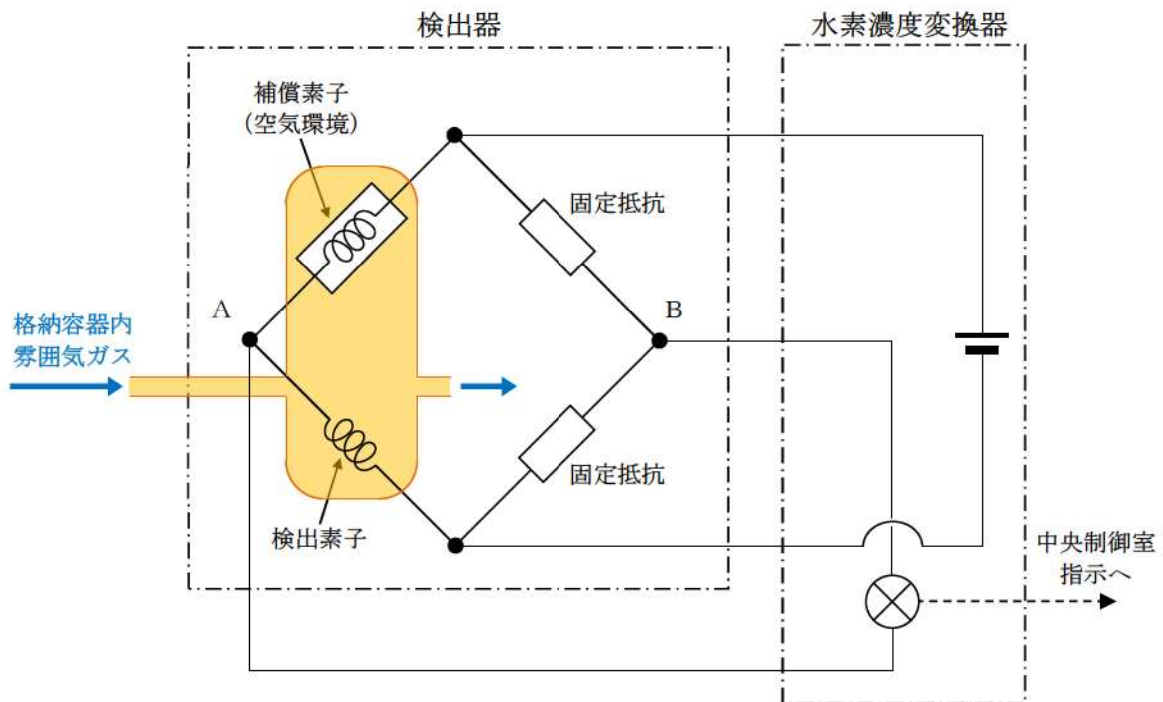 検出器
水素濃度変換器
補償素子
(空気環境)
固定抵抗
A
B
格納容器内
雰囲気ガス
固定抵抗
検出素子
中央制御室
指示へ